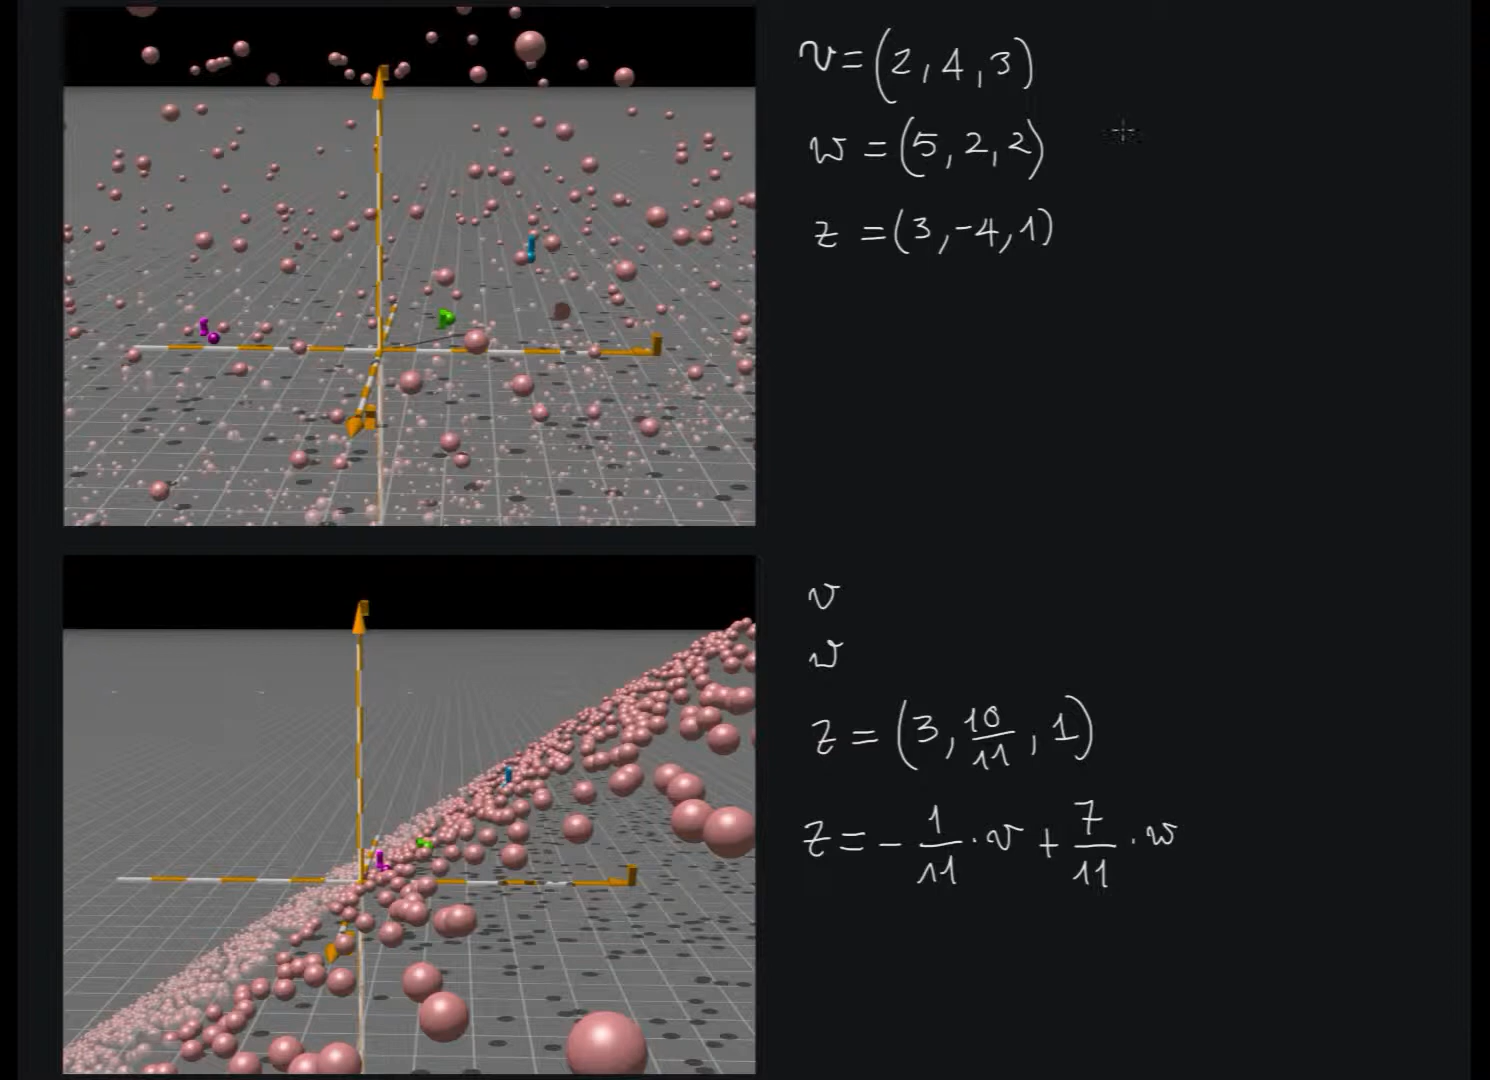 v = (2, 4, 3)
w = (5, 2, 2)
z = (3, -4, 1)
v
w
z = (3, 10/11, 1)
z = - 1/11 · v + 7/11 · w